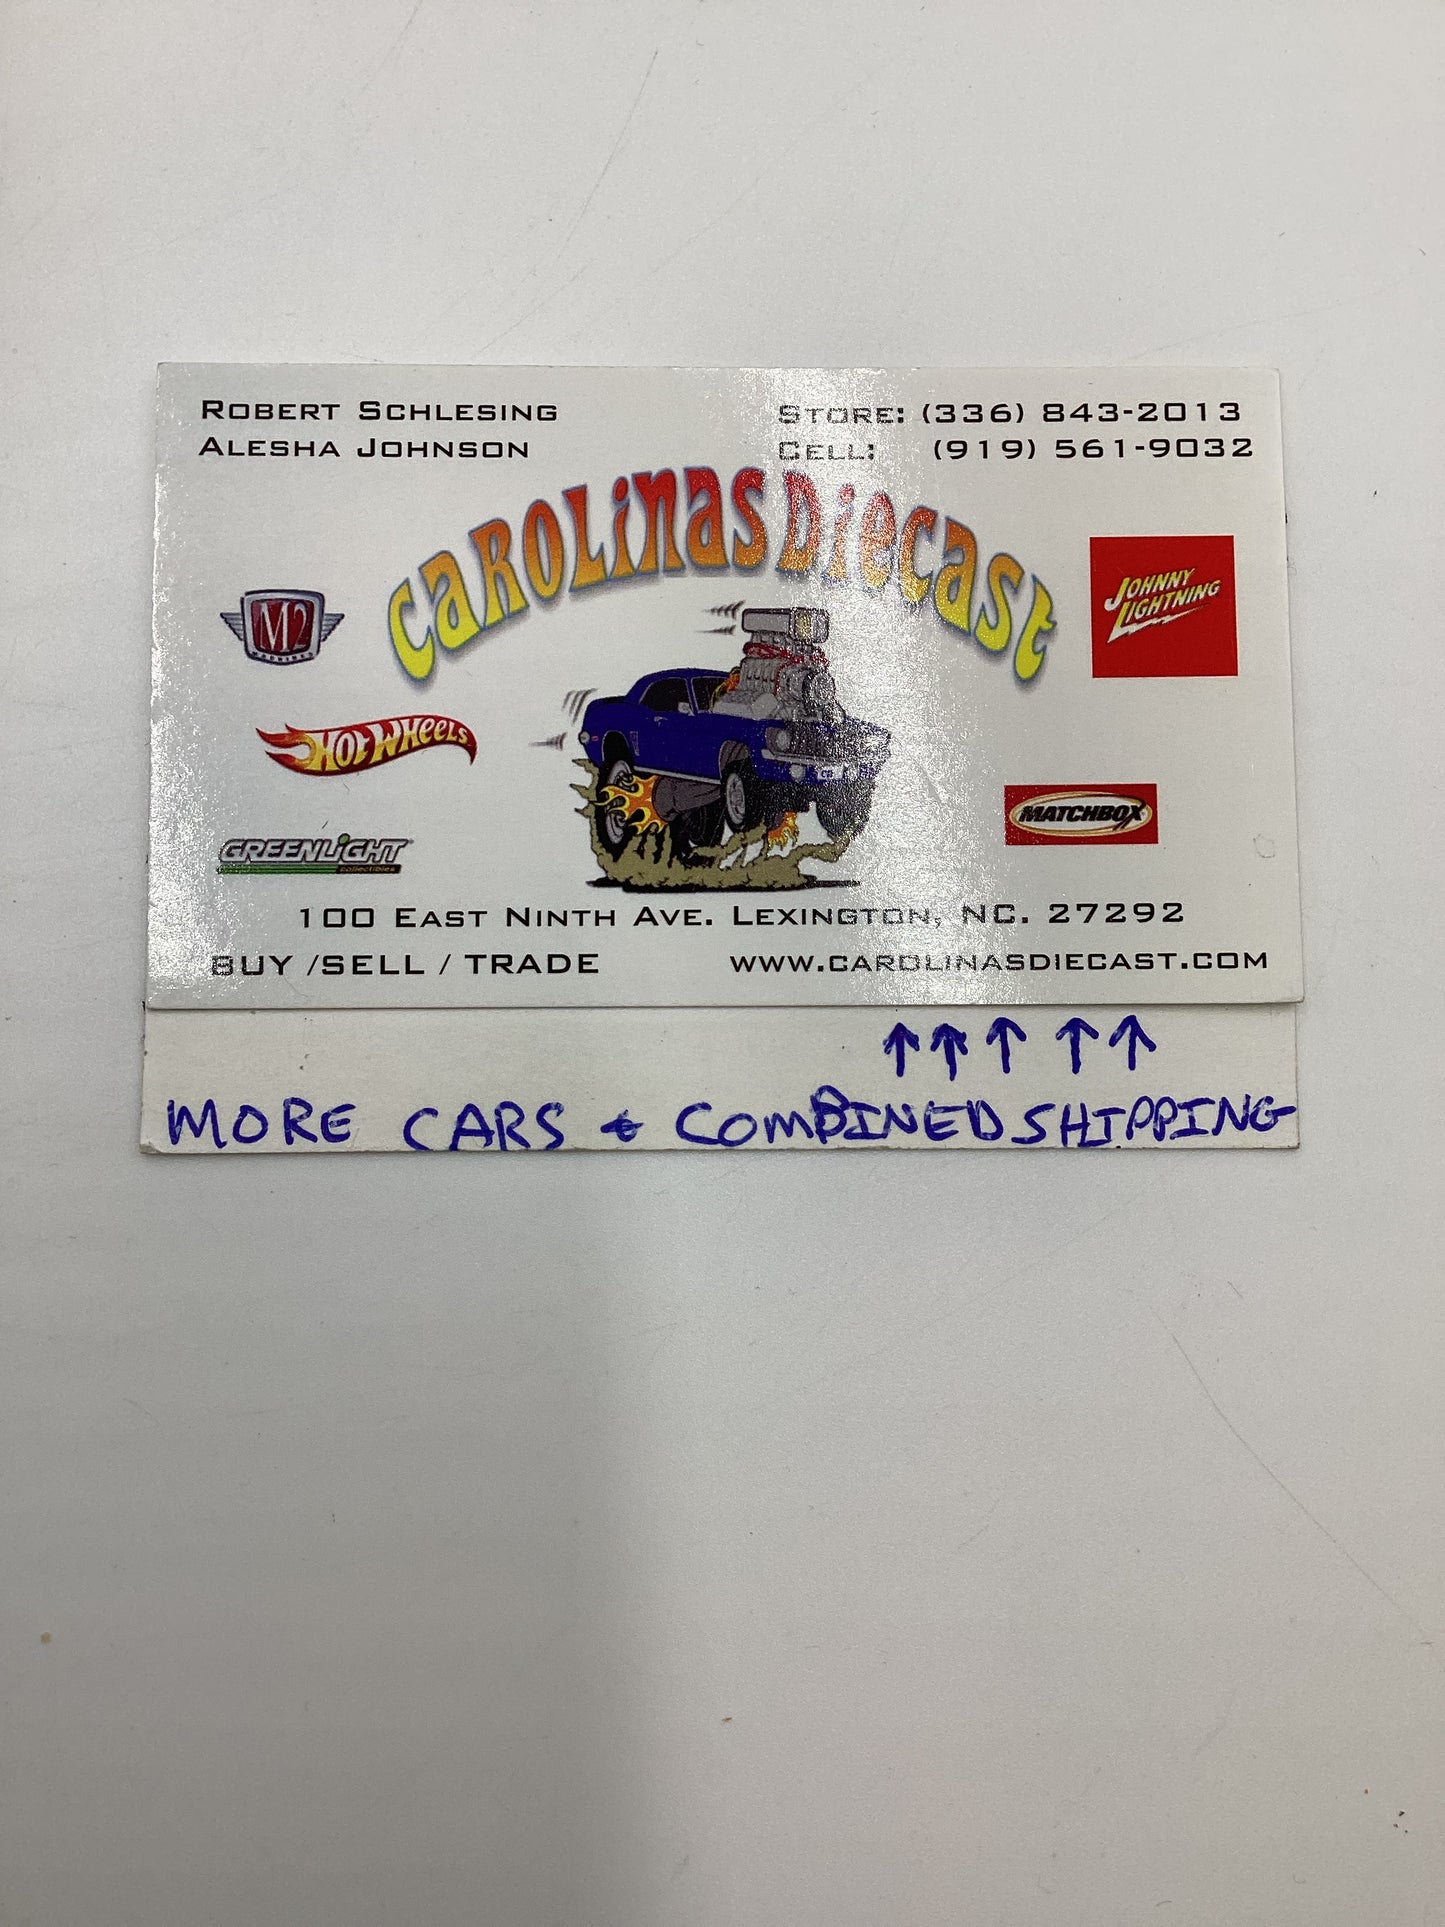 ROBERT SCHLESING
ALESHA JOHNSON
STORE: (336) 843-2013
CELL: (919) 561-9032
CAROLINAS DIECAST
M2
MACHINES
JOHNNY
LIGHTNING
HOT WHEELS
MATCHBOX
GREENLIGHT
collectibles
100 EAST NINTH AVE. LEXINGTON, NC. 27292
BUY /SELL / TRADE
WWW.CAROLINASDIECAST.COM
↑↑↑↑↑
MORE CARS & COMBINED SHIPPING